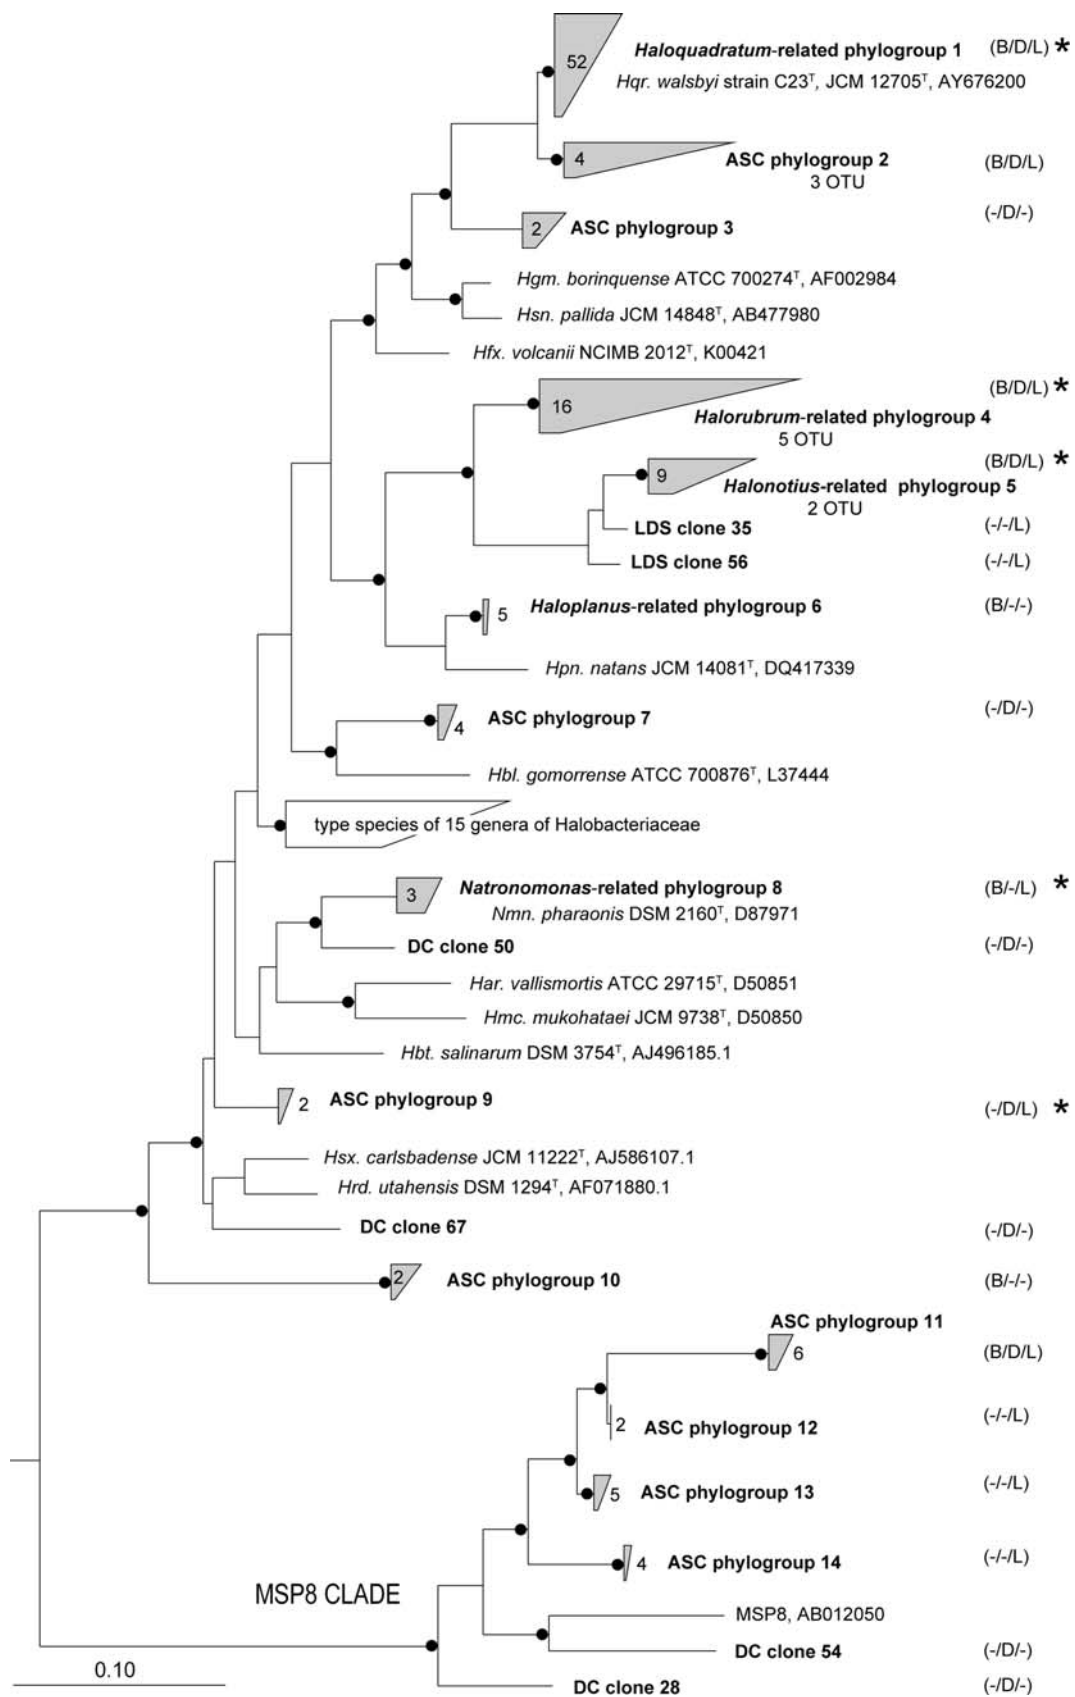 Haloquadratum-related phylogroup 1 (B/D/L) *
52
Hqr. walsbyi strain C23T, JCM 12705T, AY676200
4 ASC phylogroup 2 (B/D/L)
3 OTU
2 ASC phylogroup 3 (-/D/-)
Hgm. borinquense ATCC 700274T, AF002984
Hsn. pallida JCM 14848T, AB477980
Hfx. volcanii NCIMB 2012T, K00421
(B/D/L) *
16
Halorubrum-related phylogroup 4
5 OTU
(B/D/L) *
9
Halonotius-related phylogroup 5
2 OTU
LDS clone 35 (-/-/L)
LDS clone 56 (-/-/L)
5 Haloplanus-related phylogroup 6 (B/-/-)
Hpn. natans JCM 14081T, DQ417339
4 ASC phylogroup 7 (-/D/-)
Hbl. gomorrense ATCC 700876T, L37444
type species of 15 genera of Halobacteriaceae
3 Natronomonas-related phylogroup 8 (B/-/L) *
Nmn. pharaonis DSM 2160T, D87971
DC clone 50 (-/D/-)
Har. vallismortis ATCC 29715T, D50851
Hmc. mukohataei JCM 9738T, D50850
Hbt. salinarum DSM 3754T, AJ496185.1
2 ASC phylogroup 9 (-/D/L) *
Hsx. carlsbadense JCM 11222T, AJ586107.1
Hrd. utahensis DSM 1294T, AF071880.1
DC clone 67 (-/D/-)
2 ASC phylogroup 10 (B/-/-)
ASC phylogroup 11
6 (B/D/L)
2 ASC phylogroup 12 (-/-/L)
5 ASC phylogroup 13 (-/-/L)
4 ASC phylogroup 14 (-/-/L)
MSP8 CLADE
MSP8, AB012050
DC clone 54 (-/D/-)
0.10
DC clone 28 (-/D/-)